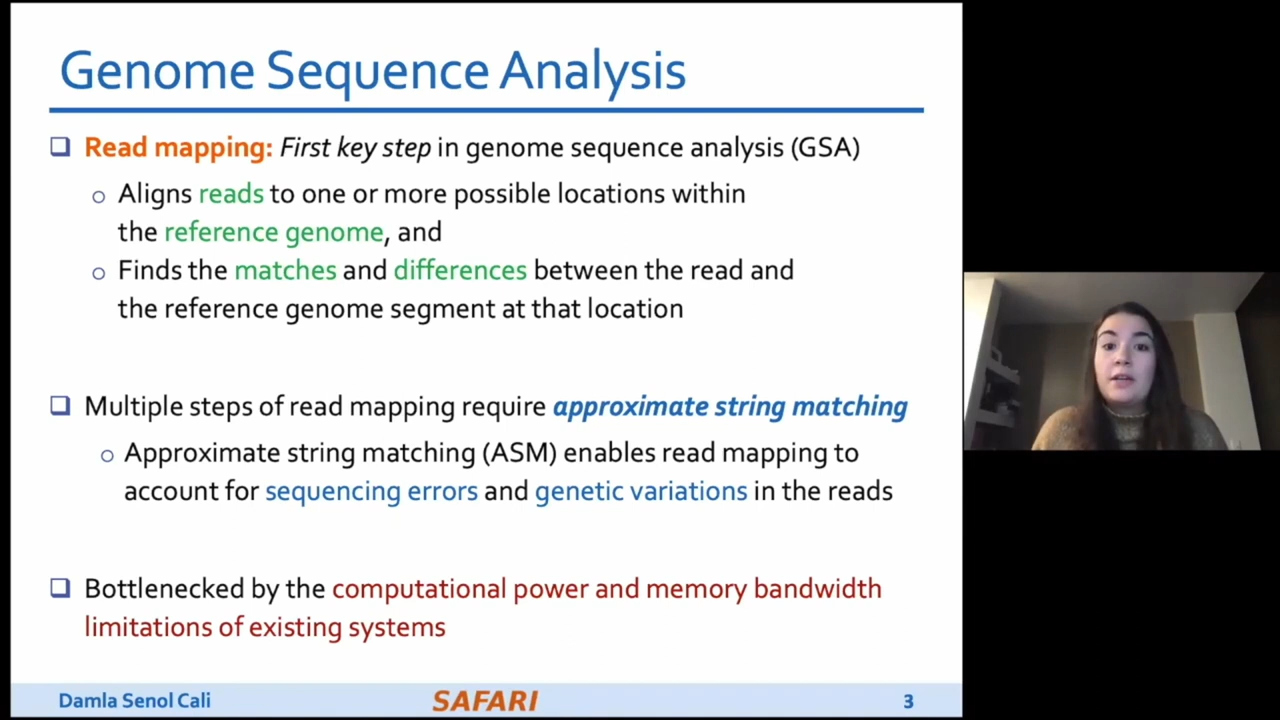 Genome Sequence Analysis
Read mapping: First key step in genome sequence analysis (GSA)
Aligns reads to one or more possible locations within
the reference genome, and
Finds the matches and differences between the read and
the reference genome segment at that location
Multiple steps of read mapping require approximate string matching
Approximate string matching (ASM) enables read mapping to
account for sequencing errors and genetic variations in the reads
Bottlenecked by the computational power and memory bandwidth
limitations of existing systems
Damla Senol Cali
SAFARI
3